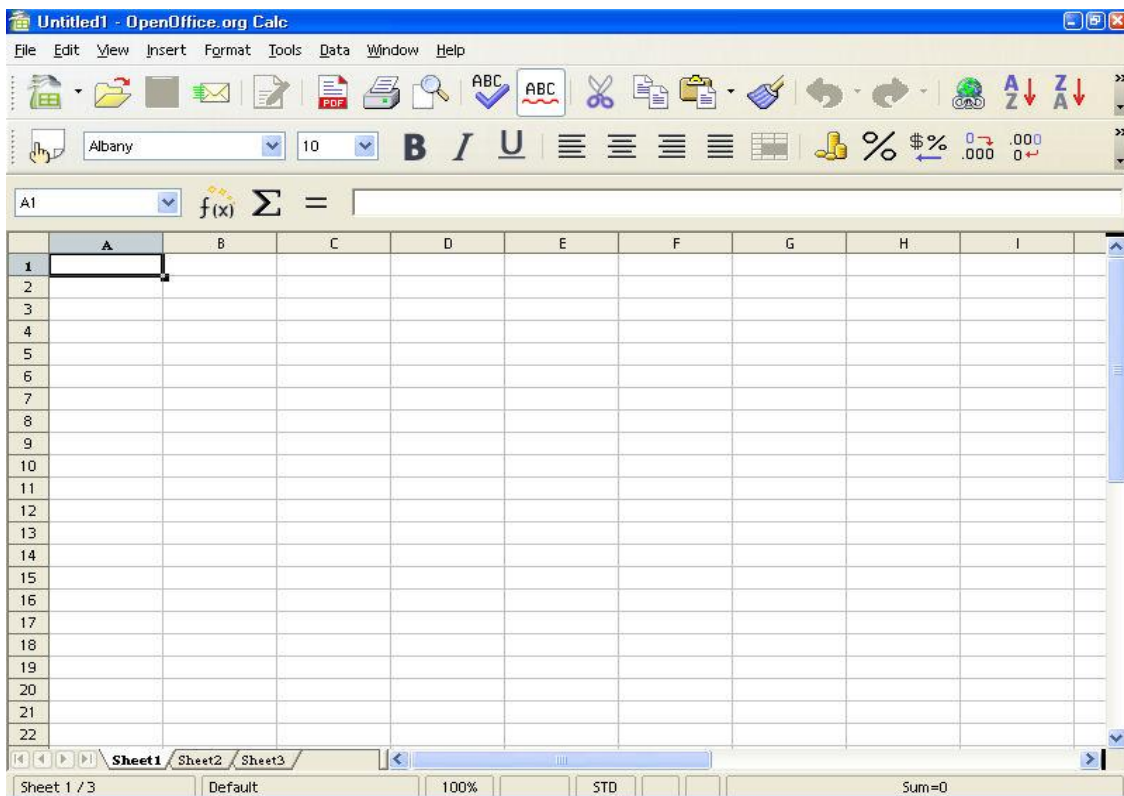 Untitled1 - OpenOffice.org Calc
File Edit View Insert Format Tools Data Window Help
PDF ABC ABC A Z Z A
Albany 10 B I U % $% 0 .000 .000 0
A1 f(x) Σ =
A B C D E F G H I
1
2
3
4
5
6
7
8
9
10
11
12
13
14
15
16
17
18
19
20
21
22
Sheet1 Sheet2 Sheet3
Sheet 1 / 3 Default 100% STD Sum=0